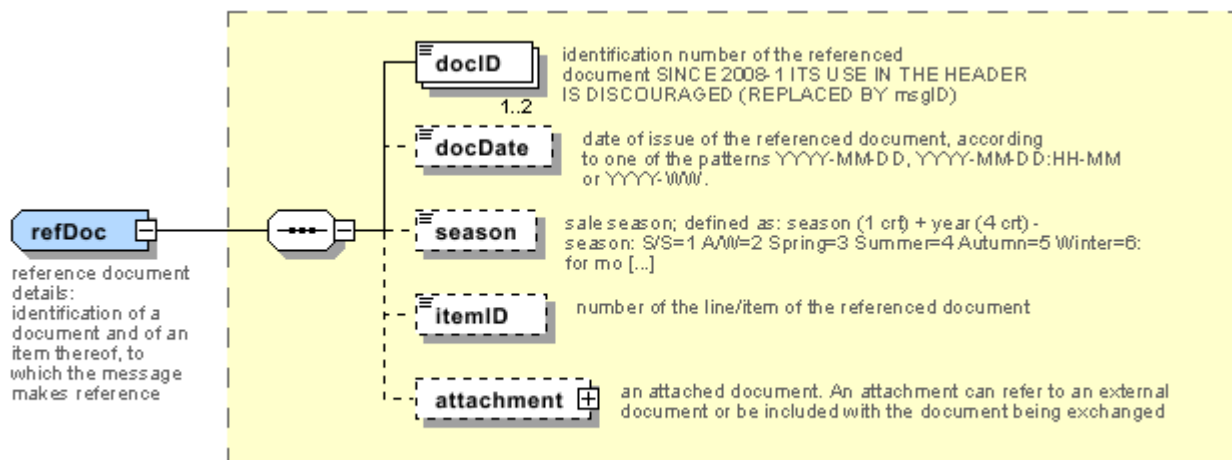 docID
identification number of the referenced
document SINCE 2008-1 ITS USE IN THE HEADER
IS DISCOURAGED (REPLACED BY msgID)
1..2
docDate
date of issue of the referenced document, according
to one of the patterns YYYY-MM-DD, YYYY-MM-DD:HH-MM
or YYYY-WW.
refDoc
reference document
details:
identification of a
document and of an
item thereof, to
which the message
makes reference
season
sale season; defined as: season (1 crt) + year (4 crt) -
season: S/S=1 A/W=2 Spring=3 Summer=4 Autumn=5 Winter=6:
for mo [...]
itemID
number of the line/item of the referenced document
attachment
an attached document. An attachment can refer to an external
document or be included with the document being exchanged